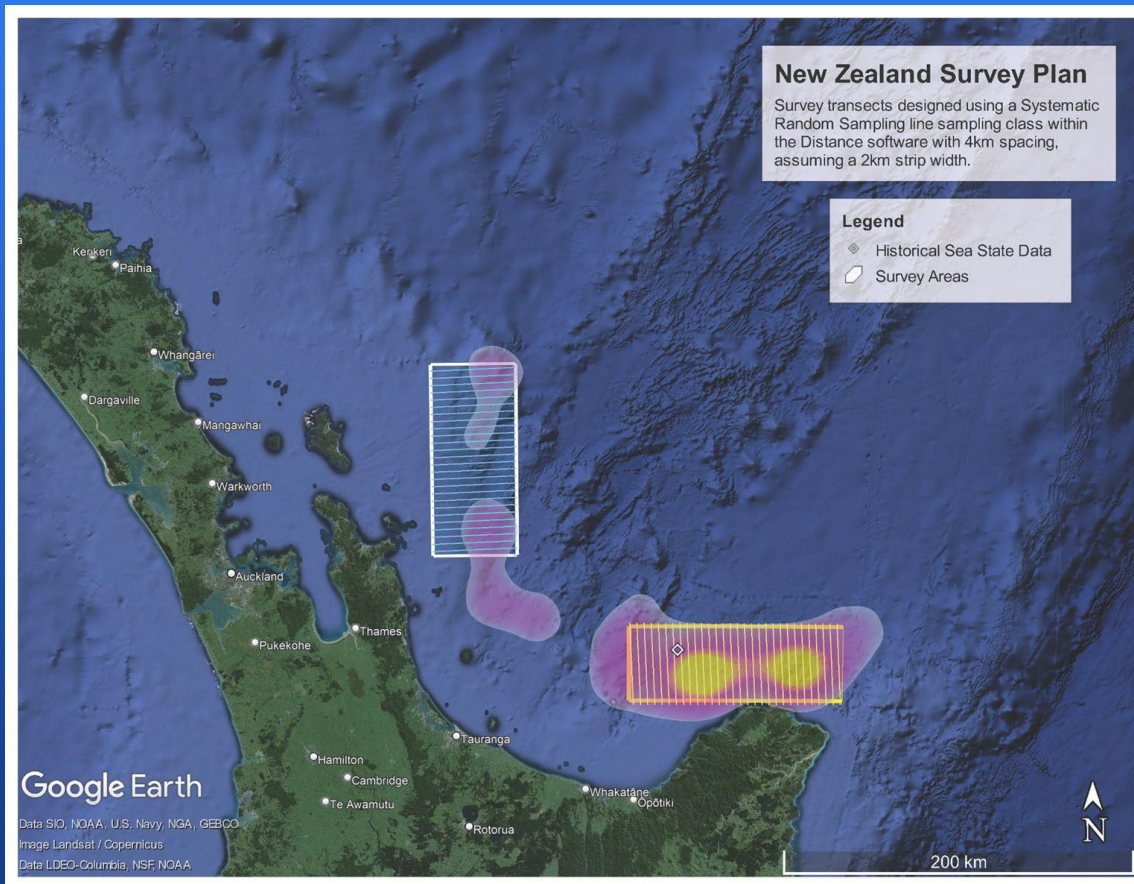 New Zealand Survey Plan
Survey transects designed using a Systematic
Random Sampling line sampling class within
the Distance software with 4km spacing,
assuming a 2km strip width.
Legend
Historical Sea State Data
Survey Areas
a
Kerikeri
Paihia
Whangārei
Dargaville
Mangawhai
Warkworth
Auckland
Thames
Pukekohe
Tauranga
Hamilton
Cambridge
Te Awamutu
Whakatāne
Ōpōtiki
Rotorua
Google Earth
Data SIO, NOAA, U.S. Navy, NGA, GEBCO
Image Landsat / Copernicus
Data LDEO-Columbia, NSF, NOAA
N
200 km